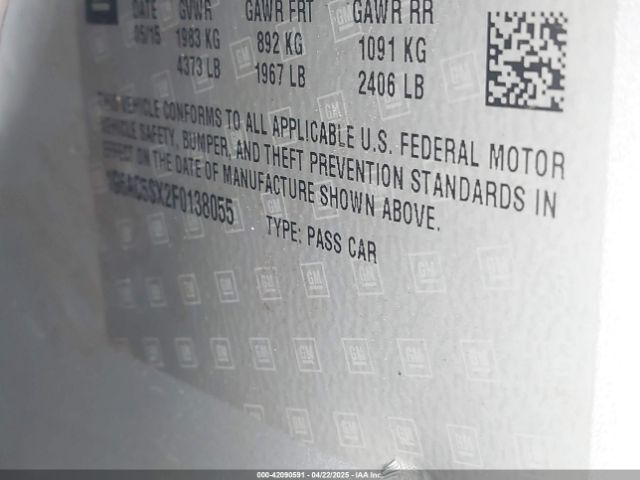 DATE GVWR GAWR FRT GAWR RR
05/15 1983 KG 892 KG 1091 KG
4373 LB 1967 LB 2406 LB
THIS VEHICLE CONFORMS TO ALL APPLICABLE U.S. FEDERAL MOTOR
VEHICLE SAFETY, BUMPER, AND THEFT PREVENTION STANDARDS IN
EFFECT ON THE DATE OF MANUFACTURE SHOWN ABOVE.
1G6AC5SX2F0138055 TYPE: PASS CAR
000-42090591 - 04/22/2025 - IAAI.com